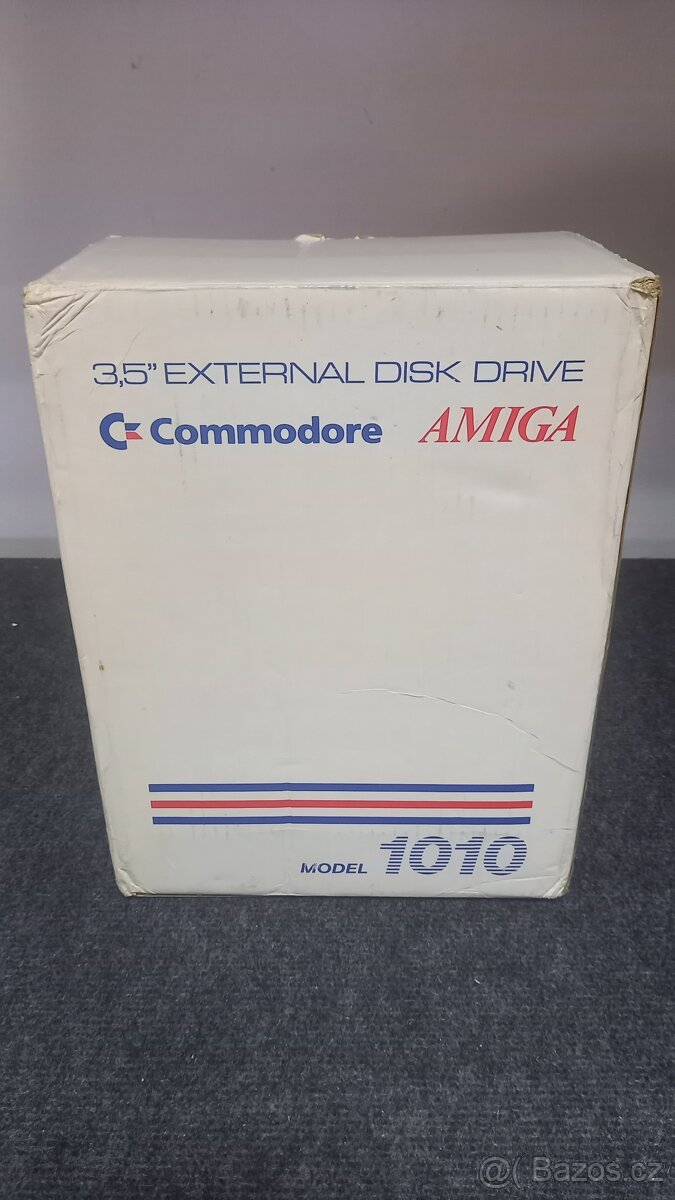 3,5" EXTERNAL DISK DRIVE
Commodore AMIGA
MODEL 1010
@( Bazos.cz